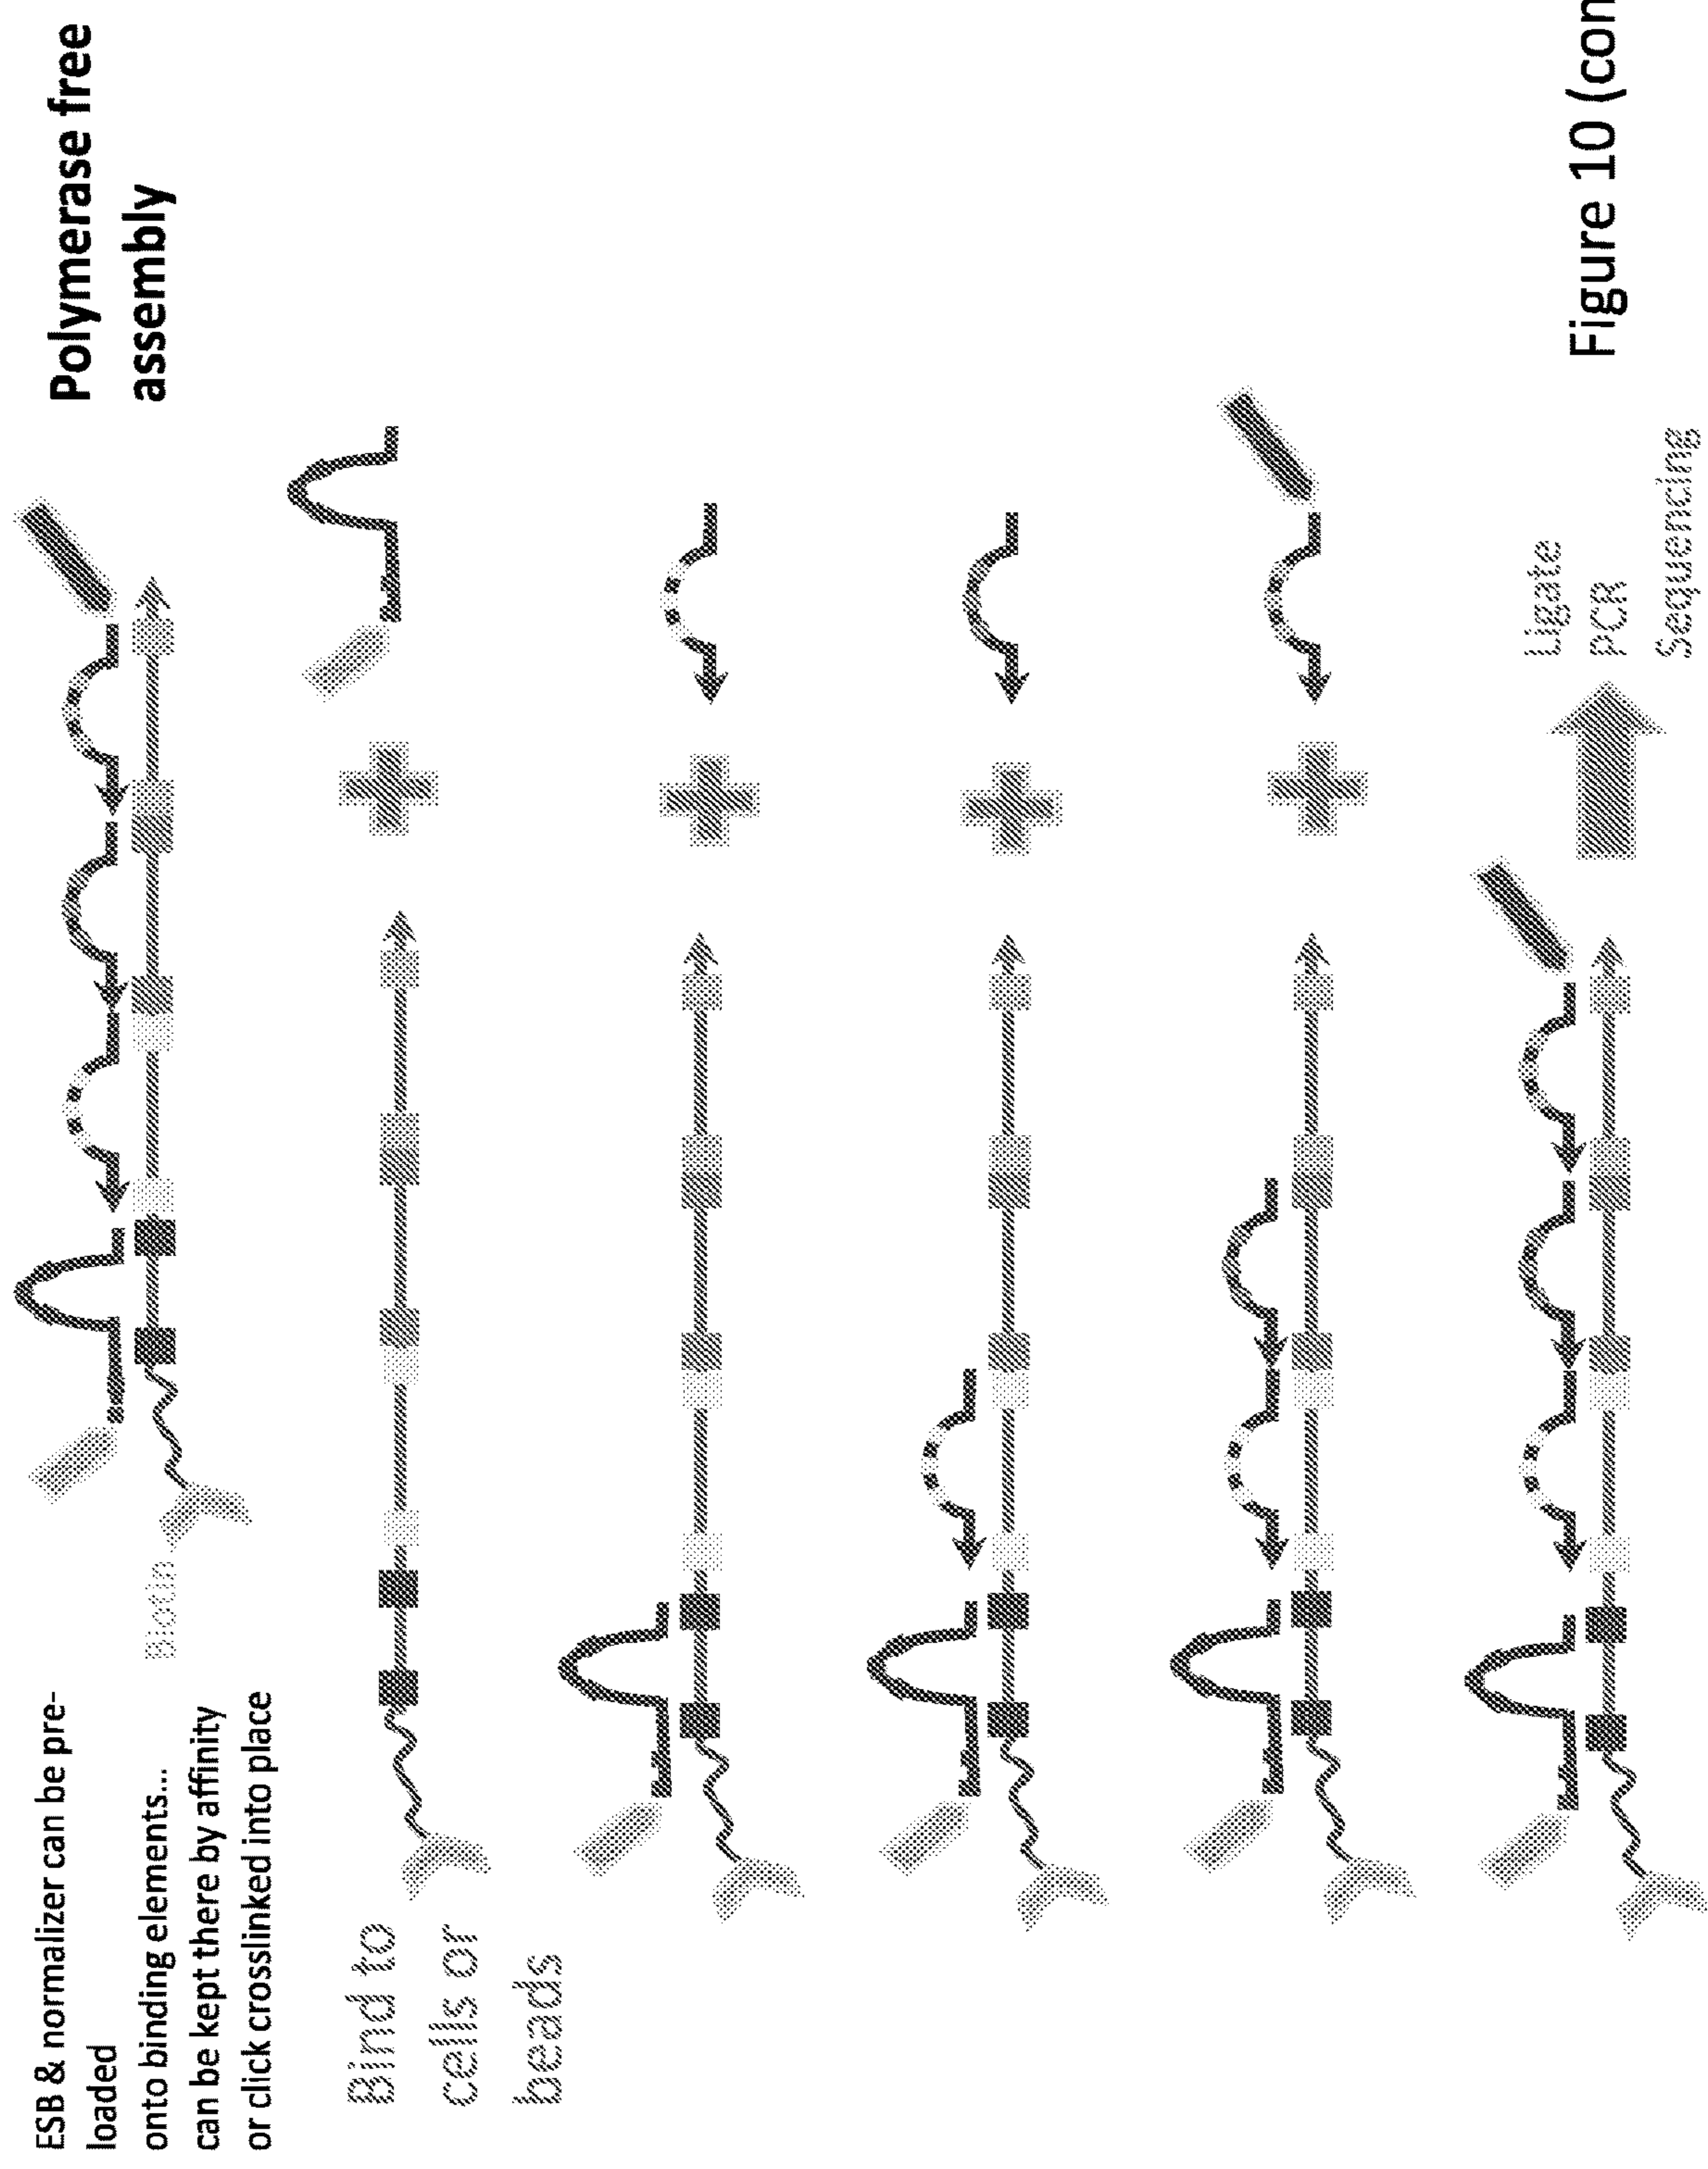 ESB & normalizer can be pre-
loaded
onto binding elements...
can be kept there by affinity
or click crosslinked into place
Biotin
Polymerase free
assembly
Bind to
cells or
beads
Ligate
PCR
Sequencing
Figure 10 (con